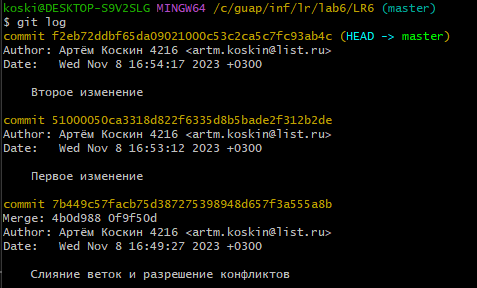 koski@DESKTOP-S9V2SLG MINGW64 /c/guap/inf/lr/lab6/LR6 (master)
$ git log
commit f2eb72ddbf65da09021000c53c2ca5c7fc93ab4c (HEAD -> master)
Author: Артём Коскин 4216 <artm.koskin@list.ru>
Date:   Wed Nov 8 16:54:17 2023 +0300
Второе изменение
commit 51000050ca3318d822f6335d8b5bade2f312b2de
Author: Артём Коскин 4216 <artm.koskin@list.ru>
Date:   Wed Nov 8 16:53:12 2023 +0300
Первое изменение
commit 7b449c57facb75d387275398948d657f3a555a8b
Merge: 4b0d988 0f9f50d
Author: Артём Коскин 4216 <artm.koskin@list.ru>
Date:   Wed Nov 8 16:49:27 2023 +0300
Слияние веток и разрешение конфликтов